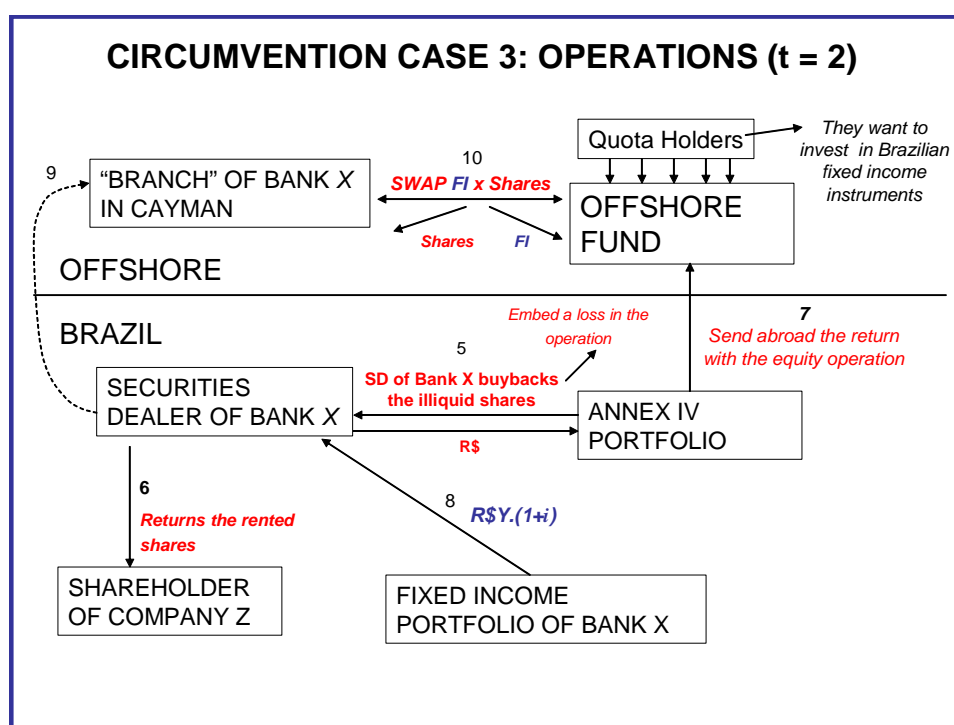 CIRCUMVENTION CASE 3: OPERATIONS (t = 2)
Quota Holders
They want to
invest in Brazilian
fixed income
instruments
9
"BRANCH" OF BANK X
IN CAYMAN
10
SWAP FI x Shares
Shares
FI
OFFSHORE
FUND
OFFSHORE
BRAZIL
Embed a loss in the
operation
7
Send abroad the return
with the equity operation
5
SD of Bank X buybacks
the illiquid shares
R$
SECURITIES
DEALER OF BANK X
ANNEX IV
PORTFOLIO
6
Returns the rented
shares
8
R$Y.(1+i)
SHAREHOLDER
OF COMPANY Z
FIXED INCOME
PORTFOLIO OF BANK X